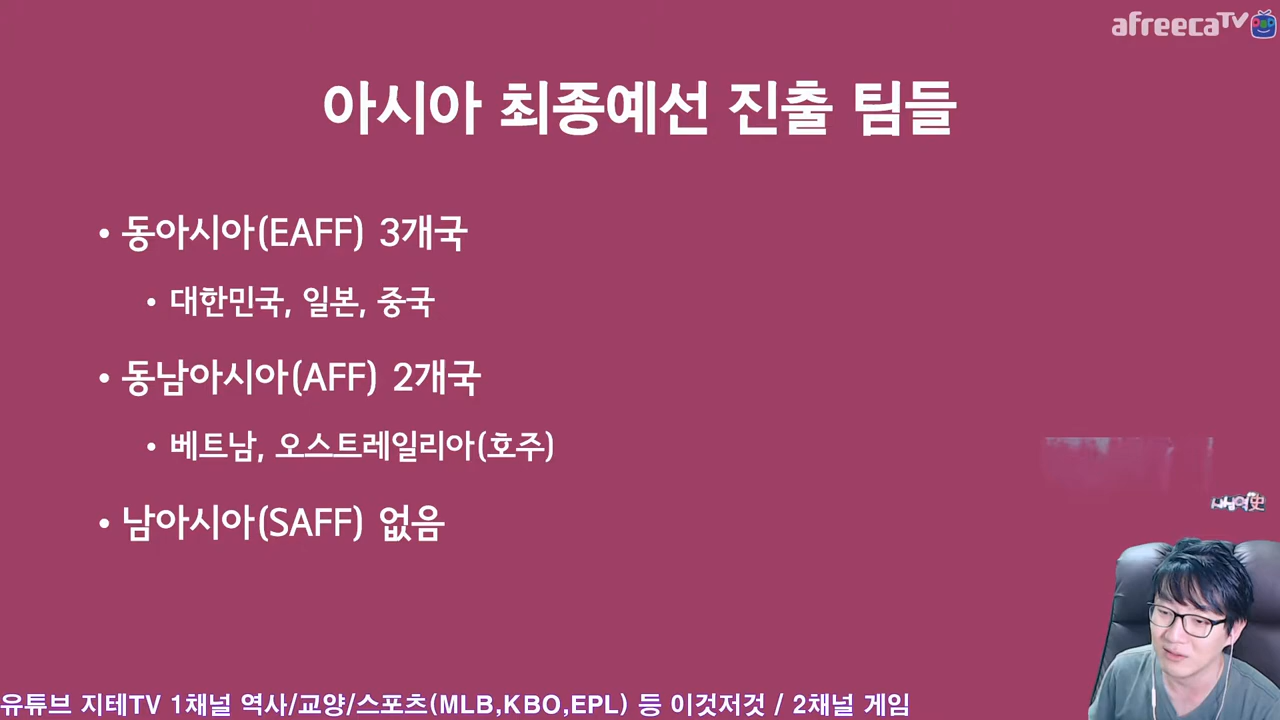 afreecaTV
아시아 최종예선 진출 팀들
• 동아시아(EAFF) 3개국
• 대한민국, 일본, 중국
• 동남아시아(AFF) 2개국
• 베트남, 오스트레일리아(호주)
• 남아시아(SAFF) 없음
유튜브 지테TV 1채널 역사/교양/스포츠(MLB,KBO,EPL) 등 이것저것 / 2채널 게임